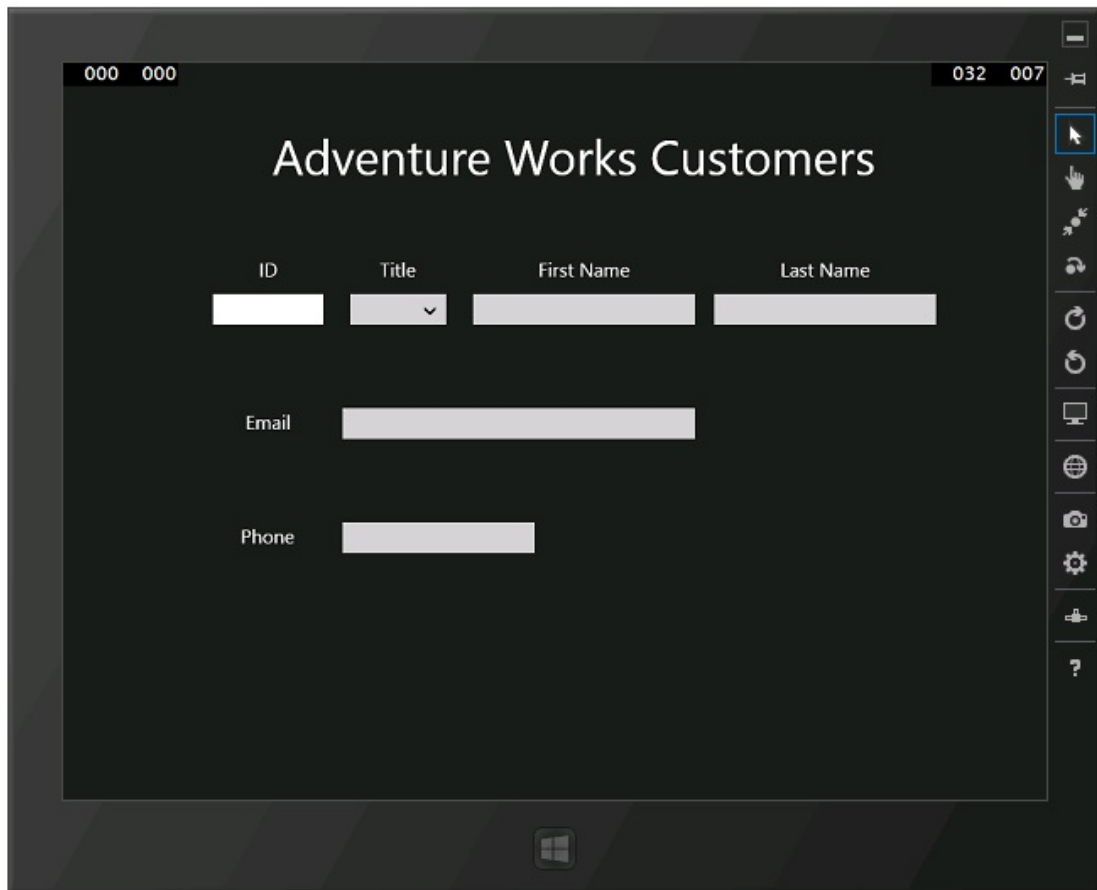 000 000 032 007
Adventure Works Customers
ID Title First Name Last Name
Email
Phone
?